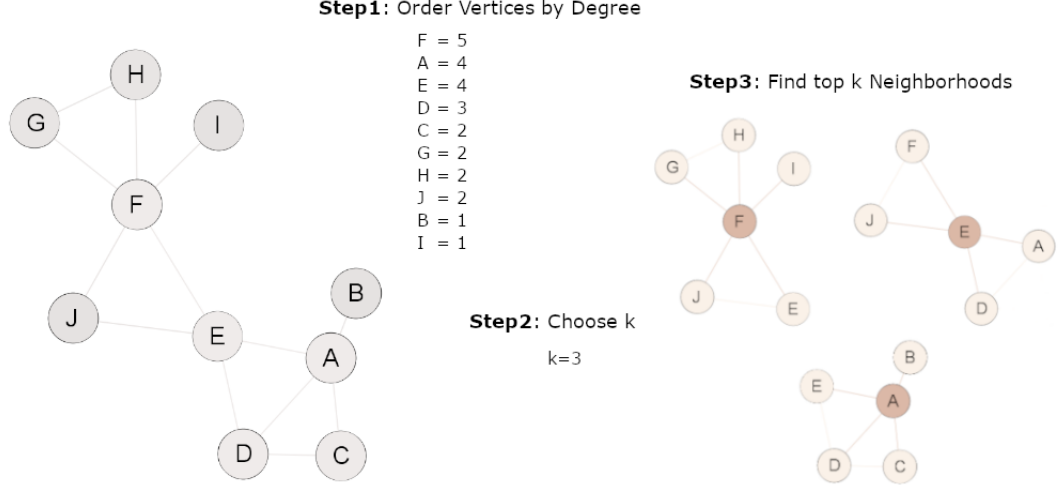 Step1: Order Vertices by Degree
F = 5
A = 4
E = 4
D = 3
C = 2
G = 2
H = 2
J = 2
B = 1
I = 1
H
G
I
F
J
E
B
A
D
C
Step2: Choose k
k=3
Step3: Find top k Neighborhoods
H
G
I
F
J
E
F
J
E
A
D
B
E
A
D
C